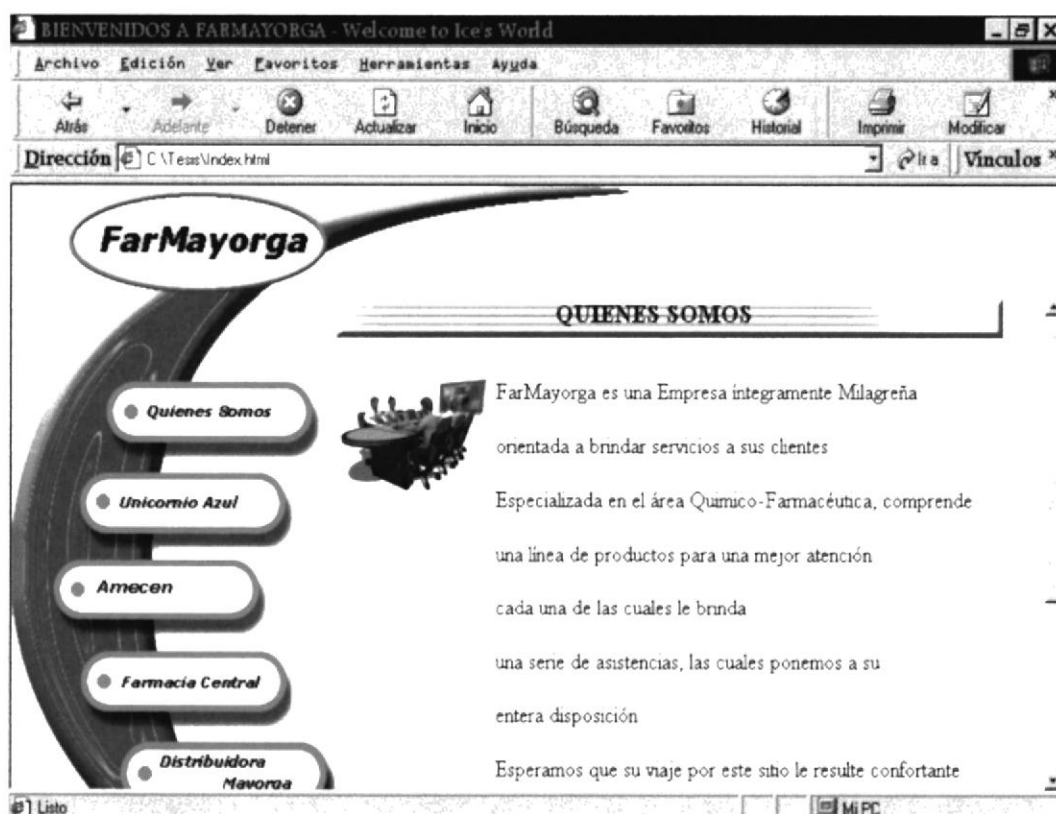 BIENVENIDOS A FARMAYORGA - Welcome to Ice's World
Archivo Edición Ver Favoritos Herramientas Ayuda
Atrás Adelante Detener Actualizar Inicio Búsqueda Favoritos Historial Imprimir Modificar
Dirección C:\Tesis\Index.html Ir a Vínculos
FarMayorga
QUIENES SOMOS
Quienes Somos
Unicornio Azul
Amecen
Farmacia Central
Distribuidora
Mayorga
FarMayorga es una Empresa integramente Milagreña
orientada a brindar servicios a sus clientes
Especializada en el área Quimico-Farmacéutica, comprende
una línea de productos para una mejor atención
cada una de las cuales le brinda
una serie de asistencias, las cuales ponemos a su
entera disposición
Esperamos que su viaje por este sitio le resulte confortante
Listo Mi PC